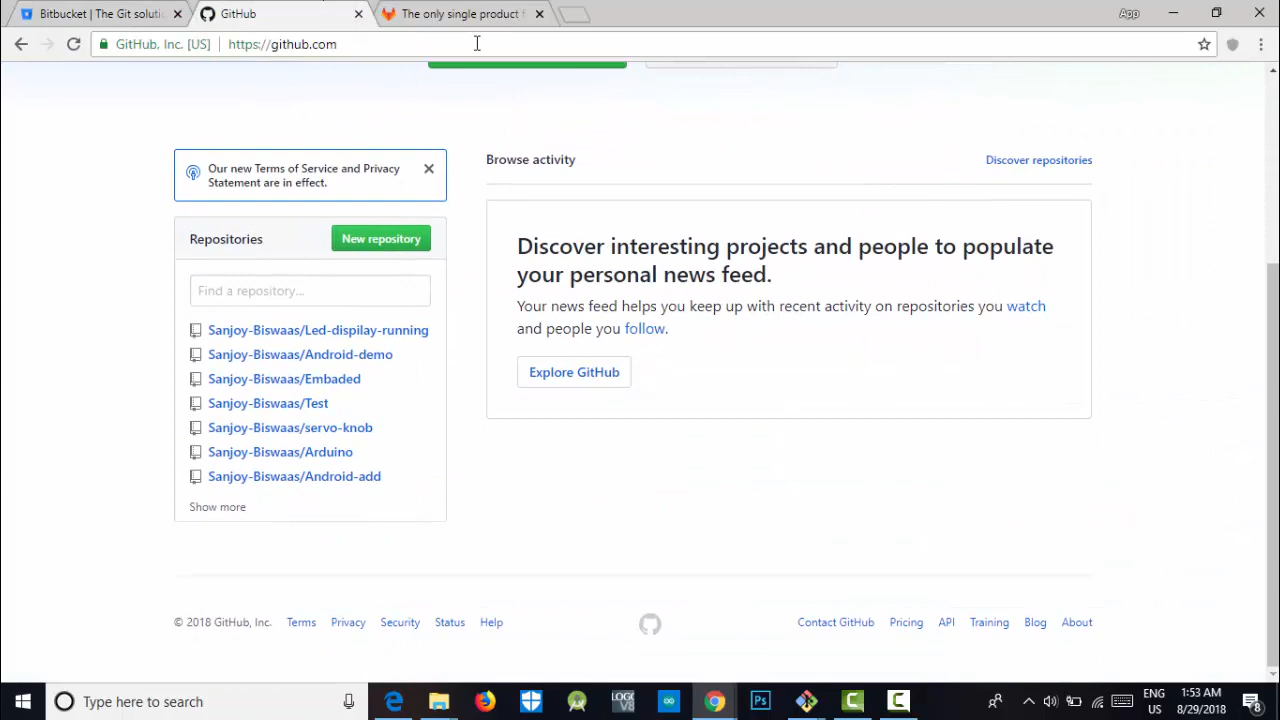 Bitbucket | The Git soluti
GitHub
The only single product f
App
GitHub, Inc. [US]
https://github.com
Our new Terms of Service and Privacy
Statement are in effect.
Browse activity
Discover repositories
Repositories
New repository
Find a repository...
Sanjoy-Biswaas/Led-dispilay-running
Sanjoy-Biswaas/Android-demo
Sanjoy-Biswaas/Embaded
Sanjoy-Biswaas/Test
Sanjoy-Biswaas/servo-knob
Sanjoy-Biswaas/Arduino
Sanjoy-Biswaas/Android-add
Show more
Discover interesting projects and people to populate
your personal news feed.
Your news feed helps you keep up with recent activity on repositories you watch
and people you follow.
Explore GitHub
© 2018 GitHub, Inc. Terms Privacy Security Status Help
Contact GitHub Pricing API Training Blog About
Type here to search
LOGO
V8
Ps
ENG
US
1:53 AM
8/29/2018
8